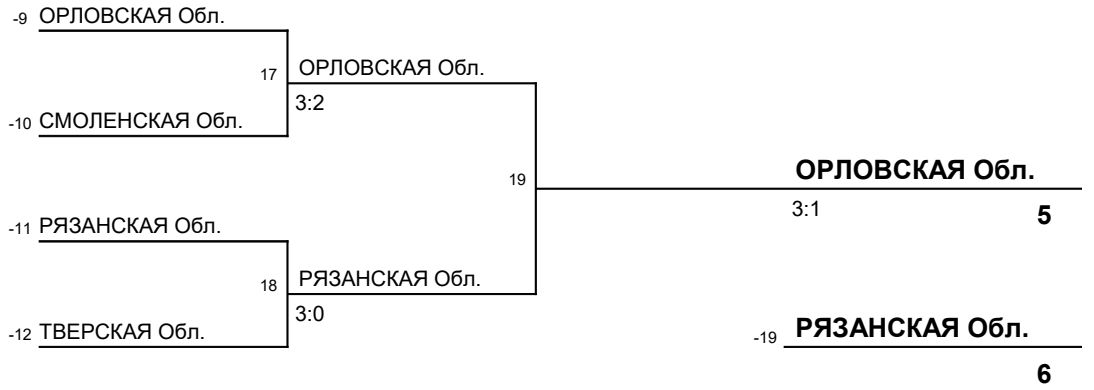 -9 ОРЛОВСКАЯ Обл.
17 ОРЛОВСКАЯ Обл.
3:2
-10 СМОЛЕНСКАЯ Обл.
19 ОРЛОВСКАЯ Обл.
3:1 5
-11 РЯЗАНСКАЯ Обл.
18 РЯЗАНСКАЯ Обл.
3:0
-12 ТВЕРСКАЯ Обл.
-19 РЯЗАНСКАЯ Обл.
6